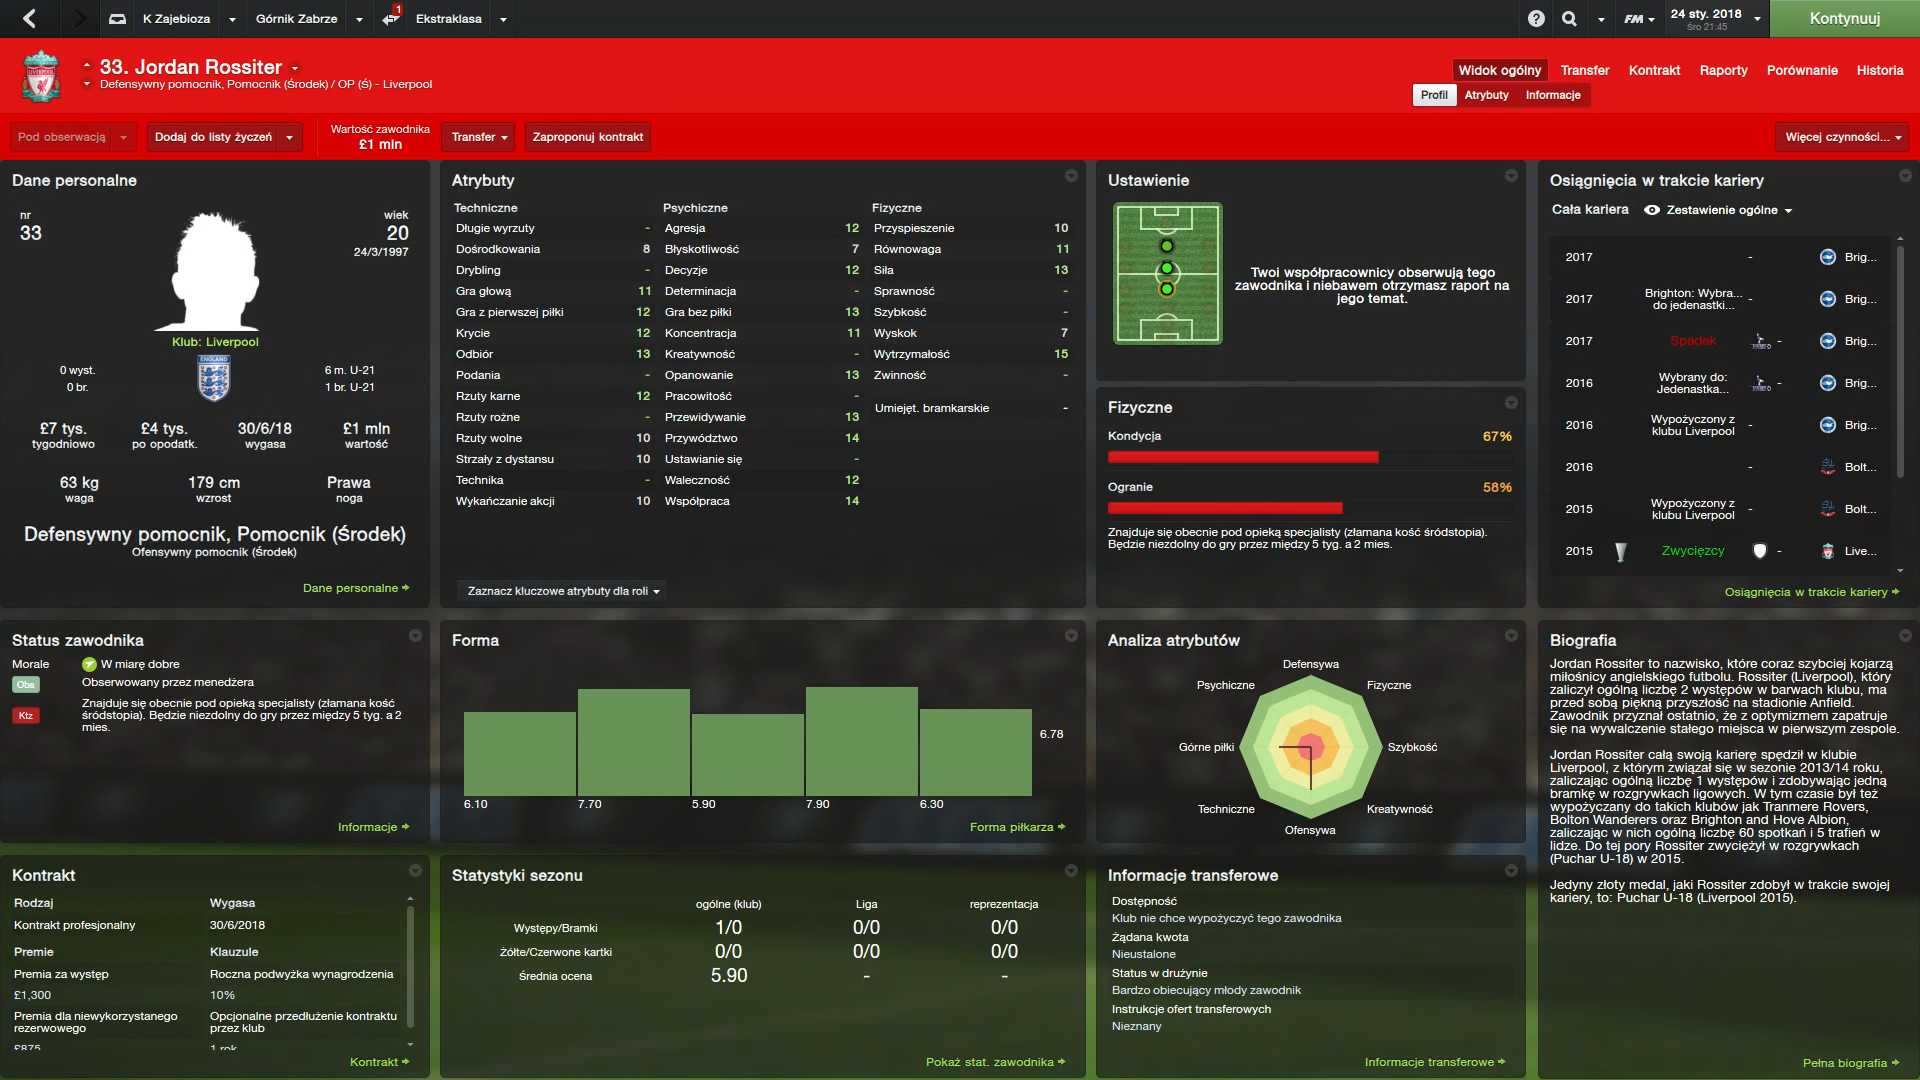 K Zajebioza
Górnik Zabrze
1
Ekstraklasa
FM
24 sty. 2018
Śro 21:45
Kontynuuj
33. Jordan Rossiter
Defensywny pomocnik, Pomocnik (Środek) / OP (Ś) - Liverpool
Widok ogólny
Transfer
Kontrakt
Raporty
Porównanie
Historia
Profil
Atrybuty
Informacje
Pod obserwacją
Dodaj do listy życzeń
Wartość zawodnika
£1 mln
Transfer
Zaproponuj kontrakt
Więcej czynności...
Dane personalne
nr
33
wiek
20
24/3/1997
Klub: Liverpool
ENGLAND
0 wyst.
0 br.
6 m. U-21
1 br. U-21
£7 tys.
tygodniowo
£4 tys.
po opodatk.
30/6/18
wygasa
£1 mln
wartość
63 kg
waga
179 cm
wzrost
Prawa
noga
Defensywny pomocnik, Pomocnik (Środek)
Ofensywny pomocnik (Środek)
Dane personalne
Atrybuty
Techniczne
Długie wyrzuty -
Dośrodkowania 8
Drybling -
Gra głową 11
Gra z pierwszej piłki 12
Krycie 12
Odbiór 13
Podania -
Rzuty karne 12
Rzuty rożne -
Rzuty wolne 10
Strzały z dystansu 10
Technika -
Wykańczanie akcji 10
Psychiczne
Agresja 12
Błyskotliwość 7
Decyzje 12
Determinacja -
Gra bez piłki 13
Koncentracja 11
Kreatywność -
Opanowanie 13
Pracowitość -
Przewidywanie 13
Przywództwo 14
Ustawianie się -
Waleczność 12
Współpraca 14
Fizyczne
Przyspieszenie 10
Równowaga 11
Siła 13
Sprawność -
Szybkość -
Wyskok 7
Wytrzymałość 15
Zwinność -
Umiejęt. bramkarskie -
Zaznacz kluczowe atrybuty dla roli
Ustawienie
Twoi współpracownicy obserwują tego
zawodnika i niebawem otrzymasz raport na
jego temat.
Fizyczne
Kondycja 67%
Ogranie 58%
Znajduje się obecnie pod opieką specjalisty (złamana kość śródstopia).
Będzie niezdolny do gry przez między 5 tyg. a 2 mies.
Osiągnięcia w trakcie kariery
Cała kariera
Zestawienie ogólne
2017 - Brig...
2017 Brighton: Wybra... - Brig...
do jedenastki...
2017 Spadek - Brig...
2016 Wybrany do: - Brig...
Jedenastka...
2016 Wypożyczony z - Brig...
klubu Liverpool
2016 - Bolt...
2015 Wypożyczony z - Bolt...
klubu Liverpool
2015 Zwycięzcy - Live...
Osiągnięcia w trakcie kariery
Status zawodnika
Morale W miarę dobre
Obs Obserwowany przez menedżera
Ktz Znajduje się obecnie pod opieką specjalisty (złamana kość
śródstopia). Będzie niezdolny do gry przez między 5 tyg. a 2
mies.
Informacje
Forma
6.78
6.10 7.70 5.90 7.90 6.30
Forma piłkarza
Analiza atrybutów
Defensywa
Psychiczne
Fizyczne
Górne piłki
Szybkość
Techniczne
Kreatywność
Ofensywa
Biografia
Jordan Rossiter to nazwisko, które coraz szybciej kojarzą
miłośnicy angielskiego futbolu. Rossiter (Liverpool), który
zaliczył ogólną liczbę 2 występów w barwach klubu, ma
przed sobą piękną przyszłość na stadionie Anfield.
Zawodnik przyznał ostatnio, że z optymizmem zapatruje
się na wywalczenie stałego miejsca w pierwszym zespole.
Jordan Rossiter całą swoją karierę spędził w klubie
Liverpool, z którym związał się w sezonie 2013/14 roku,
zaliczając ogólną liczbę 1 występów i zdobywając jedną
bramkę w rozgrywkach ligowych. W tym czasie był też
wypożyczany do takich klubów jak Tranmere Rovers,
Bolton Wanderers oraz Brighton and Hove Albion,
zaliczając w nich ogólną liczbę 60 spotkań i 5 trafień w
lidze. Do tej pory Rossiter zwyciężył w rozgrywkach
(Puchar U-18) w 2015.
Jedyny złoty medal, jaki Rossiter zdobył w trakcie swojej
kariery, to: Puchar U-18 (Liverpool 2015).
Pełna biografia
Kontrakt
Rodzaj Wygasa
Kontrakt profesjonalny 30/6/2018
Premie Klauzule
Premia za występ Roczna podwyżka wynagrodzenia
£1,300 10%
Premia dla niewykorzystanego Opcjonalne przedłużenie kontraktu
rezerwowego przez klub
£875 1 rok
Kontrakt
Statystyki sezonu
ogólne (klub) Liga reprezentacja
Występy/Bramki 1/0 0/0 0/0
Żółte/Czerwone kartki 0/0 0/0 0/0
Średnia ocena 5.90 - -
Pokaż stat. zawodnika
Informacje transferowe
Dostępność
Klub nie chce wypożyczyć tego zawodnika
Żądana kwota
Nieustalone
Status w drużynie
Bardzo obiecujący młody zawodnik
Instrukcje ofert transferowych
Nieznany
Informacje transferowe